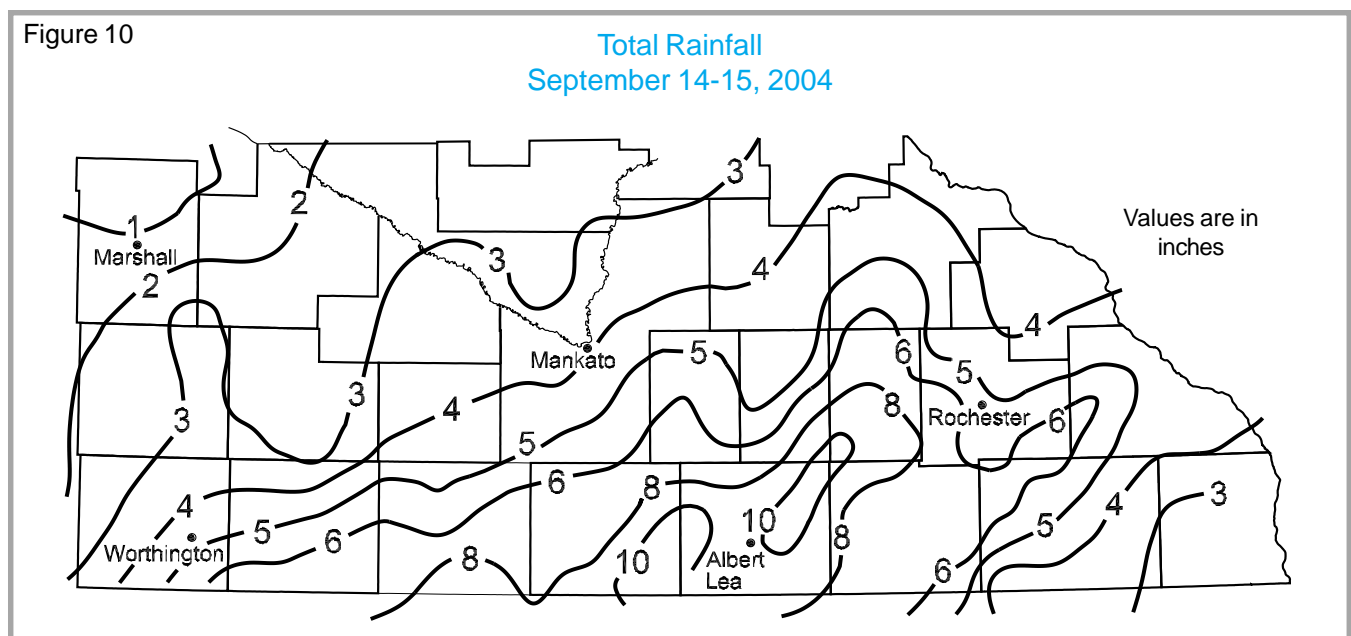 Figure 10
Total Rainfall
September 14-15, 2004
3
2
1
Values are in
inches
Marshall
3
4
2
4
Mankato
5
6
5
3
4
8
3
Rochester
6
5
6
8
4
3
4
5
10
5
6
8
Worthington
8
10
Albert
Lea
6